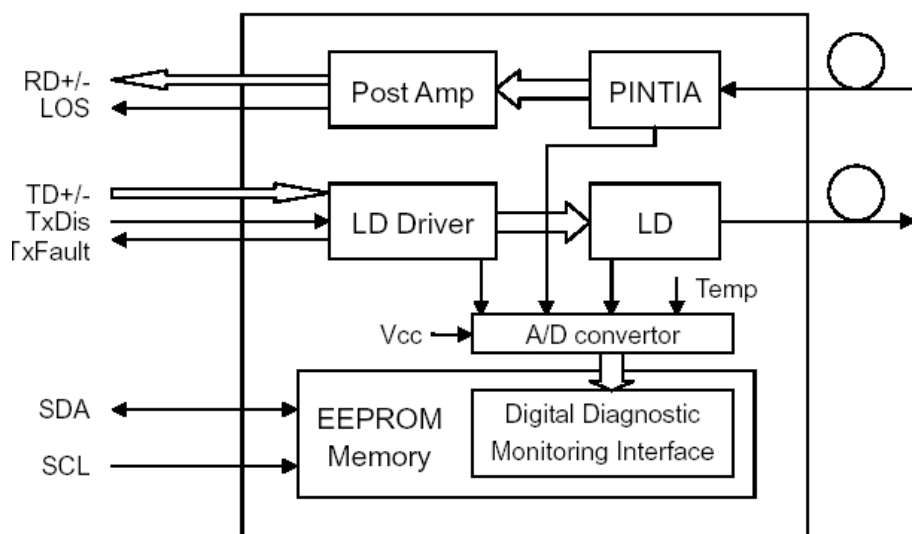 RD+/-
LOS
Post Amp
PINTIA
TD+/-
TxDis
TxFault
LD Driver
LD
Temp
Vcc
A/D convertor
SDA
SCL
EEPROM
Memory
Digital Diagnostic
Monitoring Interface